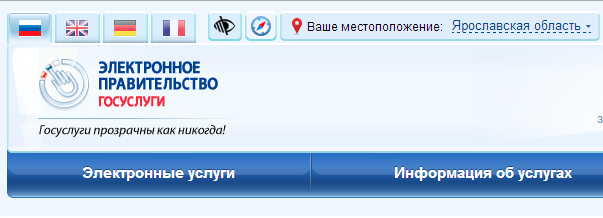 Ваше местоположение: Ярославская область
ЭЛЕКТРОННОЕ
ПРАВИТЕЛЬСТВО
ГОСУСЛУГИ
Госуслуги прозрачны как никогда!
Электронные услуги Информация об услугах